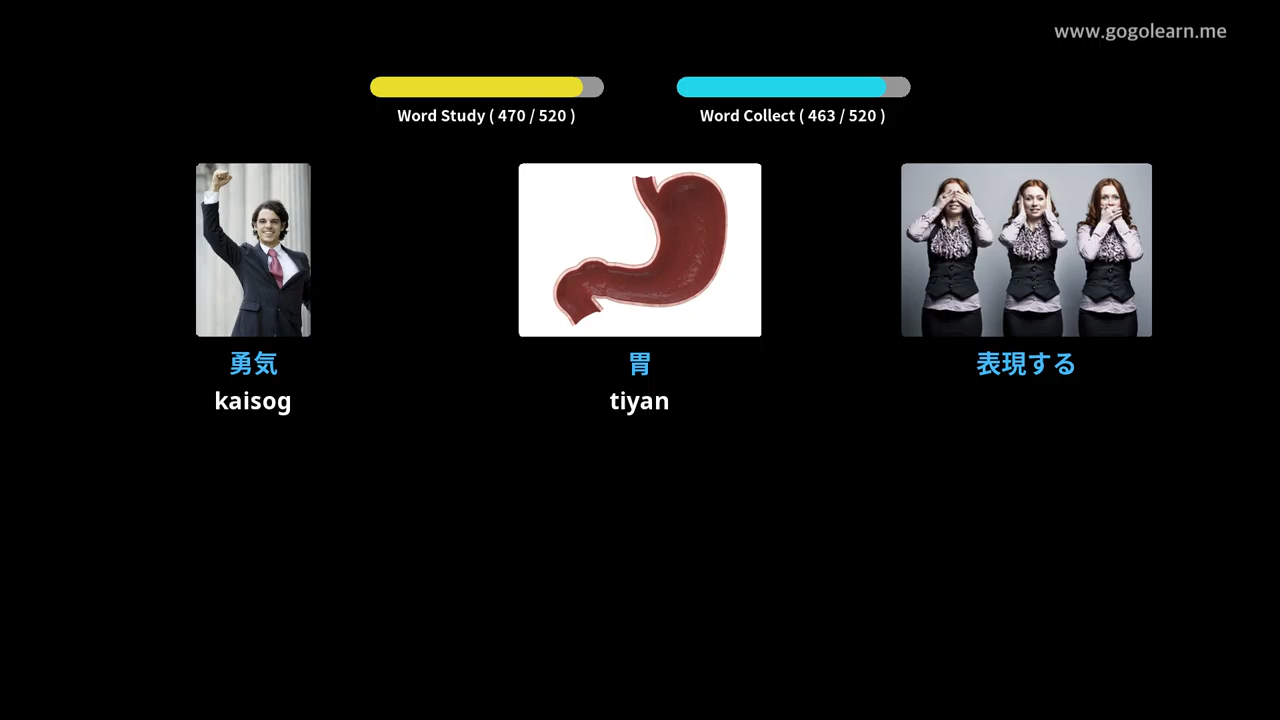 www.gogolearn.me
Word Study ( 470 / 520 )
Word Collect ( 463 / 520 )
勇気
kaisog
胃
tiyan
表現する